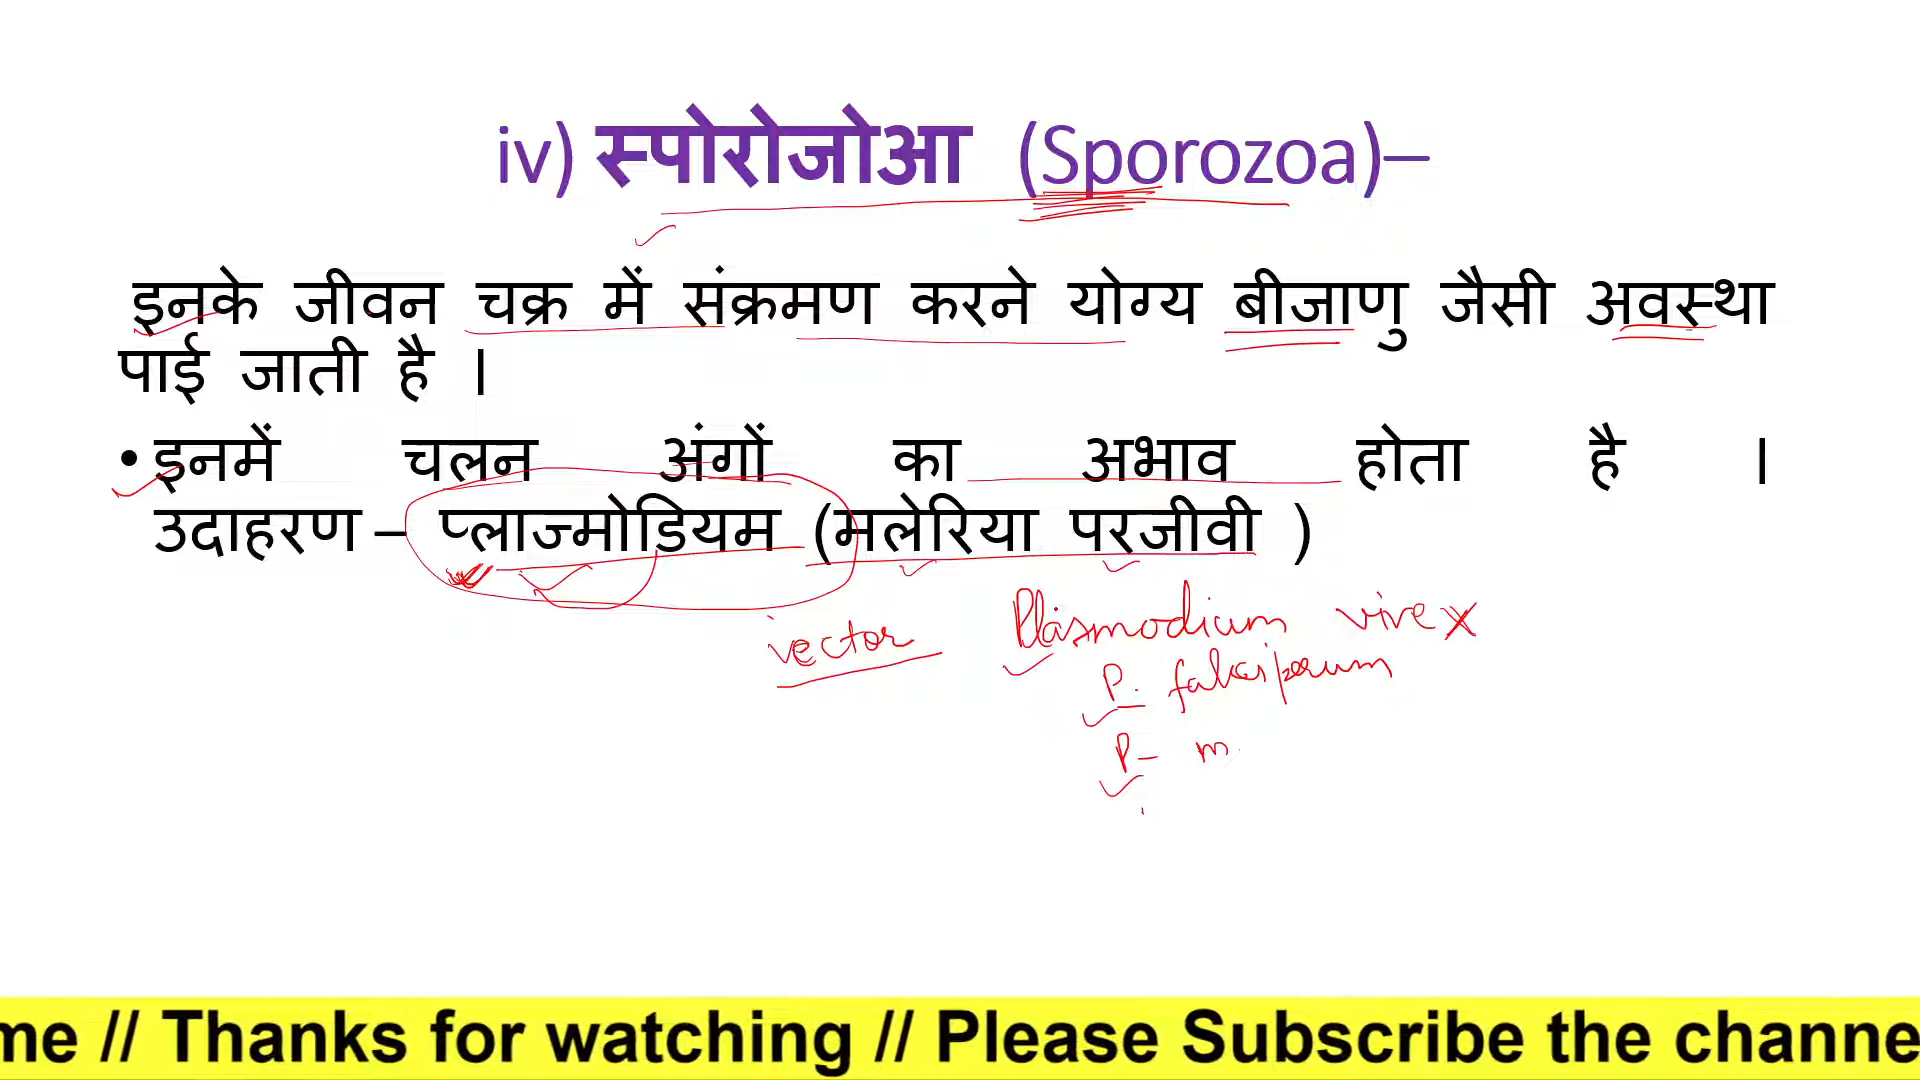 iv) स्पोरोजोआ (Sporozoa)–
इनके जीवन चक्र में संक्रमण करने योग्य बीजाणु जैसी अवस्था
पाई जाती है ।
• इनमें चलन अंगों का अभाव होता है ।
उदाहरण – प्लाज्मोडियम (मलेरिया परजीवी )
vector Plasmodium vivex
P. falciparum
P- m
me // Thanks for watching // Please Subscribe the channe